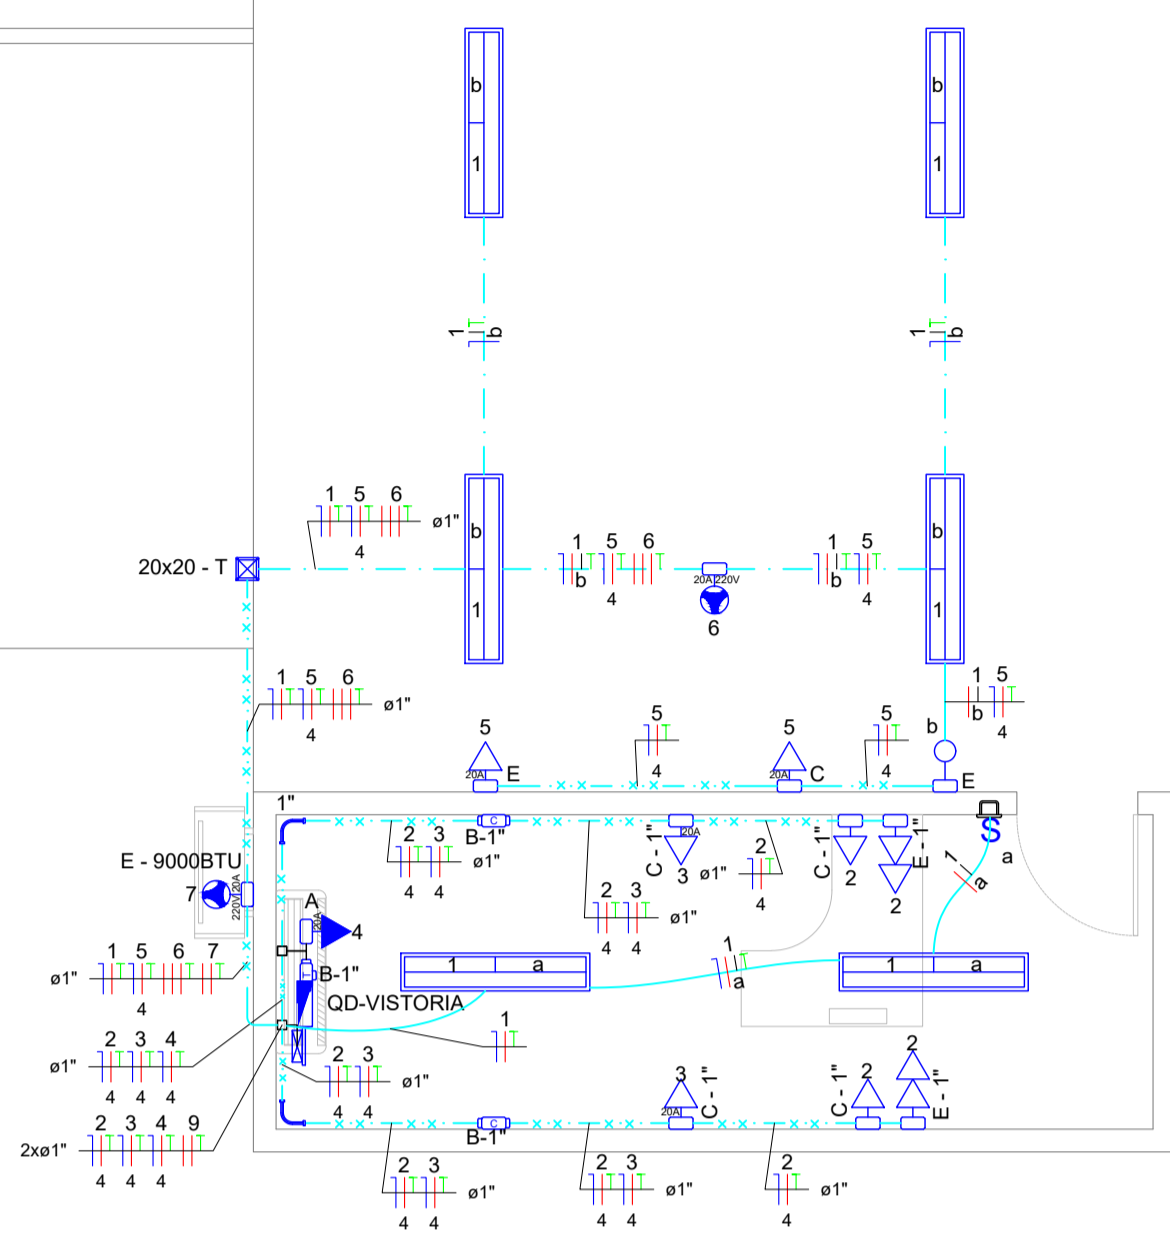 b b
1 1
1 b 1 b
1 5 6
ø1"
4
b b
20x20 - T
1 5 6
b 4
20A 220V
6
1 5
b 4
1 1
1 5 6
ø1"
4
1 5
b 4
b
5
20A
E
5
4
5
20A
C
5
4
E
1"
2 3
ø1"
4 4
C
B-1"
C - 1"
20A
3
ø1"
2
4
C - 1"
2
E - 1"
2
S
a
1
a
E - 9000BTU
7
220V 20A
2 3
ø1"
4 4
A
20A
4
T
B-1"
QD-VISTORIA
1 a
1
a
1 a
1 5 6 7
ø1"
4
1
2 3 4
ø1"
4 4 4
2 3
ø1"
4 4
2 3 4 9
2xø1"
4 4 4
C
B-1"
3
20A
C - 1"
2
C - 1"
2
E - 1"
2 3
ø1"
4 4
2 3
ø1"
4 4
2
ø1"
4